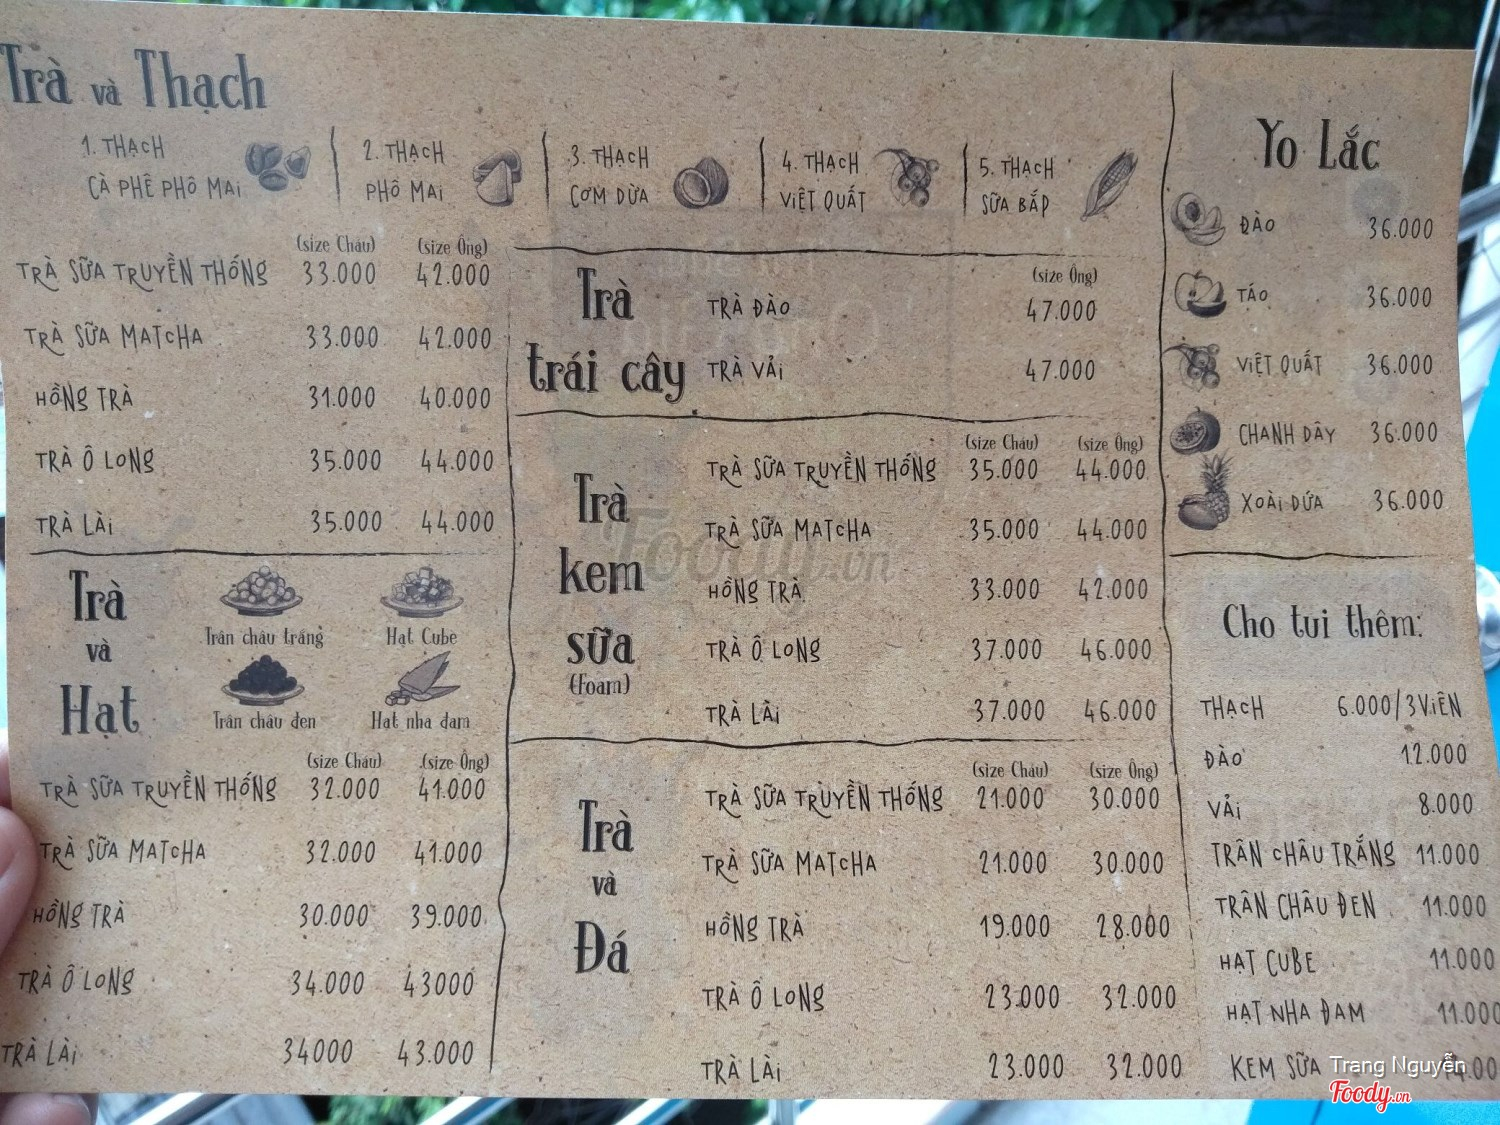 Trà và Thạch
1. THẠCH
CÀ PHÊ PHÔ MAI
2. THẠCH
PHÔ MAI
3. THẠCH
CƠM DỪA
4. THẠCH
VIỆT QUẤT
5. THẠCH
SỮA BẮP
(size Chậu) (size Ống)
TRÀ SỮA TRUYỀN THỐNG 33.000 42.000
TRÀ SỮA MATCHA 33.000 42.000
HỒNG TRÀ 31.000 40.000
TRÀ Ô LONG 35.000 44.000
TRÀ LÀI 35.000 44.000
Trà
và
Hạt
Trân châu trắng
Hạt Cube
Trân châu đen
Hạt nha đam
(size Chậu) (size Ống)
TRÀ SỮA TRUYỀN THỐNG 32.000 41.000
TRÀ SỮA MATCHA 32.000 41.000
HỒNG TRÀ 30.000 39.000
TRÀ Ô LONG 34.000 43000
TRÀ LÀI 34000 43.000
Trà
trái cây
(size Ống)
TRÀ ĐÀO 47.000
TRÀ VẢI 47.000
Trà
kem
sữa
(Foam)
(size Chậu) (size Ống)
TRÀ SỮA TRUYỀN THỐNG 35.000 44.000
TRÀ SỮA MATCHA 35.000 44.000
HỒNG TRÀ 33.000 42.000
TRÀ Ô LONG 37.000 46.000
TRÀ LÀI 37.000 46.000
Trà
và
Đá
(size Chậu) (size Ống)
TRÀ SỮA TRUYỀN THỐNG 21.000 30.000
TRÀ SỮA MATCHA 21.000 30.000
HỒNG TRÀ 19.000 28.000
TRÀ Ô LONG 23.000 32.000
TRÀ LÀI 23.000 32.000
Yo Lắc
ĐÀO 36.000
TÁO 36.000
VIỆT QUẤT 36.000
CHANH DÂY 36.000
XOÀI DỨA 36.000
Cho tui thêm:
THẠCH 6.000/3VIÊN
ĐÀO 12.000
VẢI 8.000
TRÂN CHÂU TRẮNG 11.000
TRÂN CHÂU ĐEN 11.000
HẠT CUBE 11.000
HẠT NHA ĐAM 11.000
KEM SỮA
Foody.vn
Trang Nguyễn
Foody.vn